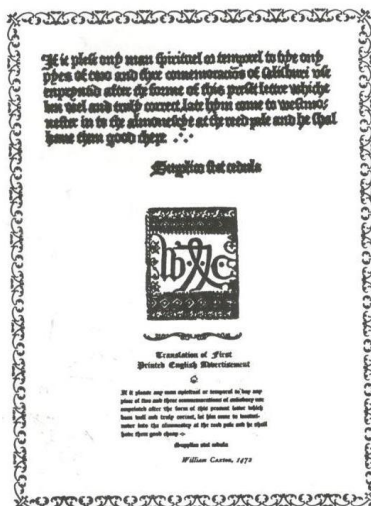 If it plese ony man spirituel or temporel to bye ony
pyes of two and thre comemoracios of salisburi vse
enpryntid after the forme of this preset lettre whiche
ben wel and truly correct, late hym come to westmo-
nester in to the almonesrye at the reed pale and he shal
haue them good chepe
Supplico stet cedula
W C
Translation of First
Printed English Advertisement
If it please any man spiritual or temporal to buy any
pies of two and three commemorations of salisbury use
emprinted after the form of this present letter which
been well and truly correct, let him come to westmi-
nster into the almonestry at the reed pale and he shall
have them good cheap
Supplico stet cedula
William Caxton, 1472